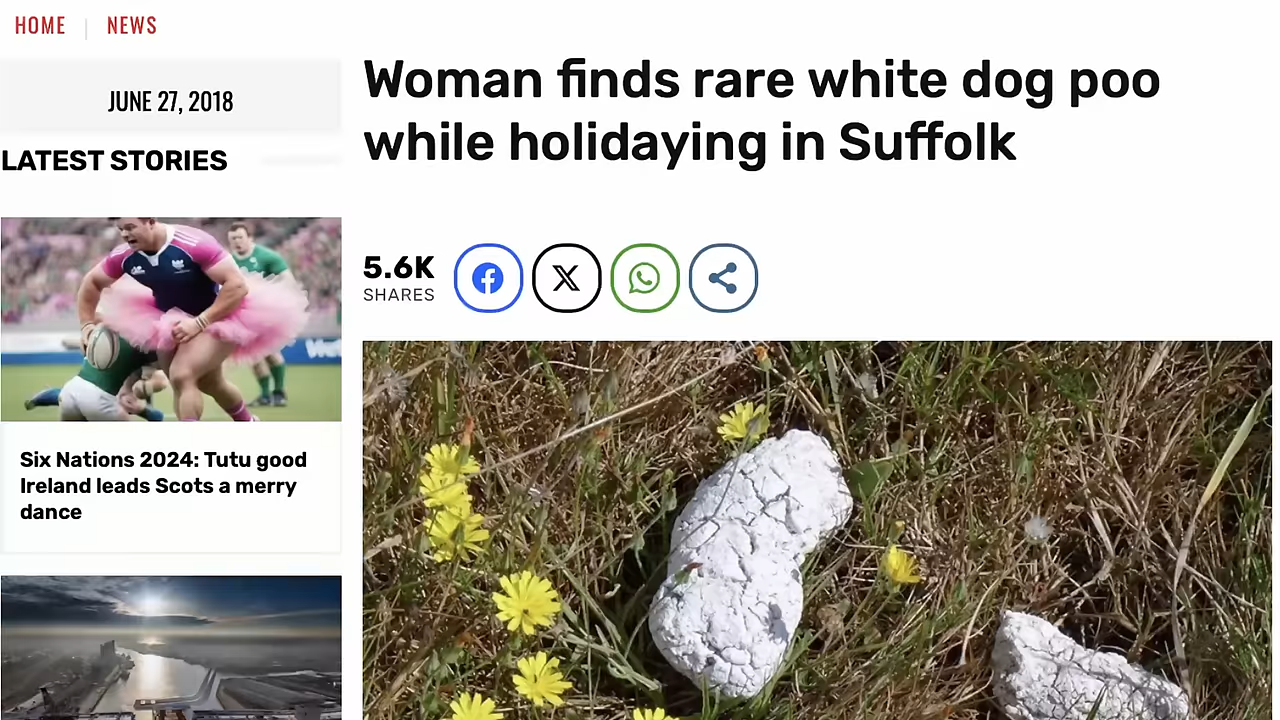 HOME
NEWS
JUNE 27, 2018
LATEST STORIES
Six Nations 2024: Tutu good
Ireland leads Scots a merry
dance
Woman finds rare white dog poo
while holidaying in Suffolk
5.6K
SHARES